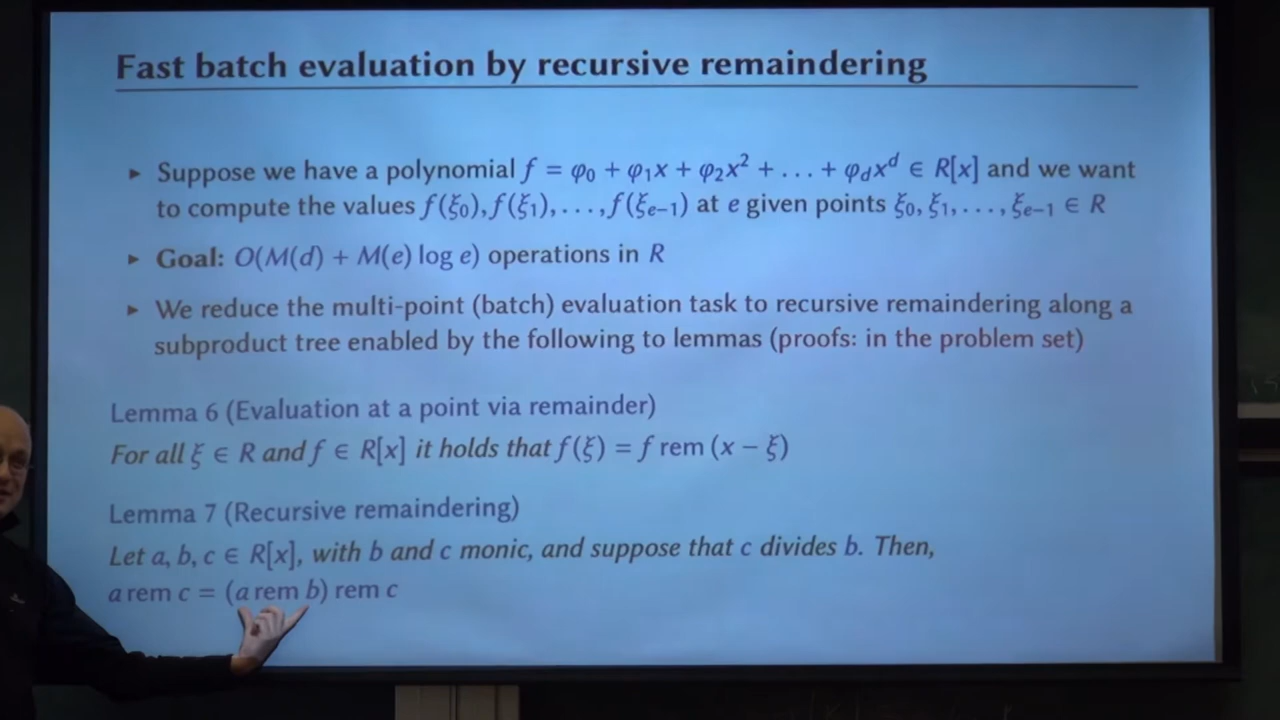 Fast batch evaluation by recursive remaindering
▸ Suppose we have a polynomial f = φ₀ + φ₁x + φ₂x² + . . . + φ_d x^d ∈ R[x] and we want
to compute the values f(ξ₀), f(ξ₁), . . . , f(ξ_{e−1}) at e given points ξ₀, ξ₁, . . . , ξ_{e−1} ∈ R
▸ Goal: O(M(d) + M(e) log e) operations in R
▸ We reduce the multi-point (batch) evaluation task to recursive remaindering along a
subproduct tree enabled by the following to lemmas (proofs: in the problem set)
Lemma 6 (Evaluation at a point via remainder)
For all ξ ∈ R and f ∈ R[x] it holds that f(ξ) = f rem (x − ξ)
Lemma 7 (Recursive remaindering)
Let a, b, c ∈ R[x], with b and c monic, and suppose that c divides b. Then,
a rem c = (a rem b) rem c